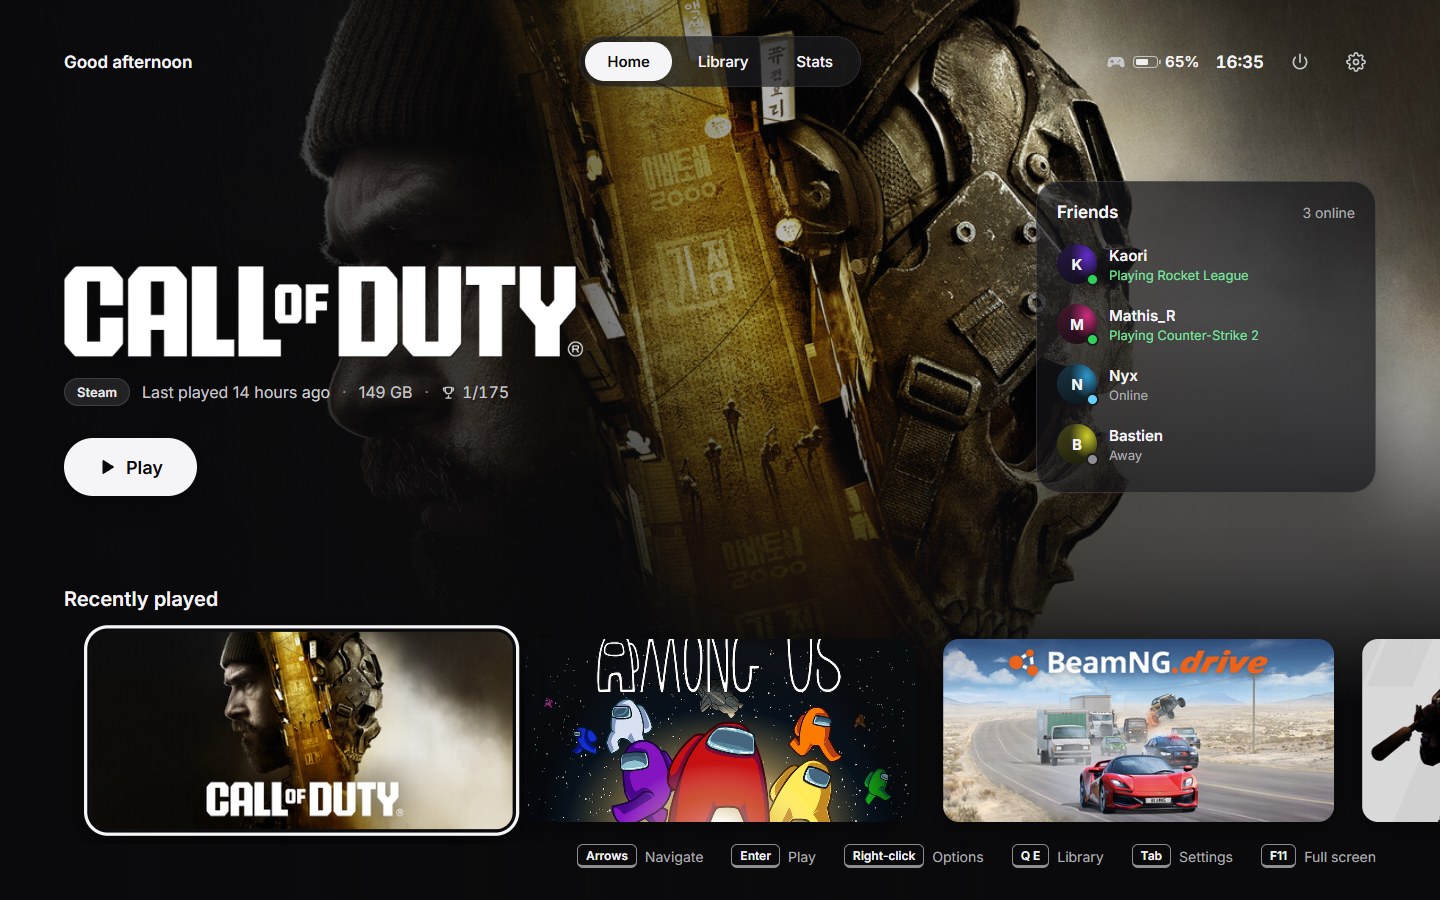 Good afternoon
Home
Library
Stats
65%
16:35
CALL OF DUTY®
Steam
Last played 14 hours ago · 149 GB · 1/175
Play
Friends
3 online
K
Kaori
Playing Rocket League
M
Mathis_R
Playing Counter-Strike 2
N
Nyx
Online
B
Bastien
Away
Recently played
CALL OF DUTY®
AMONG US
BeamNG.drive
Arrows Navigate
Enter Play
Right-click Options
Q E Library
Tab Settings
F11 Full screen